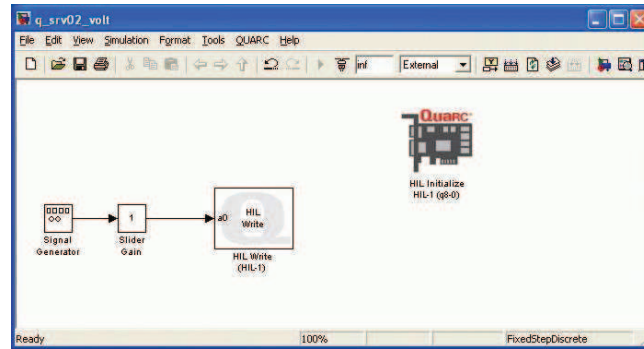 q_srv02_volt
File Edit View Simulation Format Tools QUARC Help
inf External
QUARC
HIL Initialize
HIL-1 (q8-0)
1
a0
HIL
Write
Signal
Generator
Slider
Gain
HIL Write
(HIL-1)
Ready 100% FixedStepDiscrete